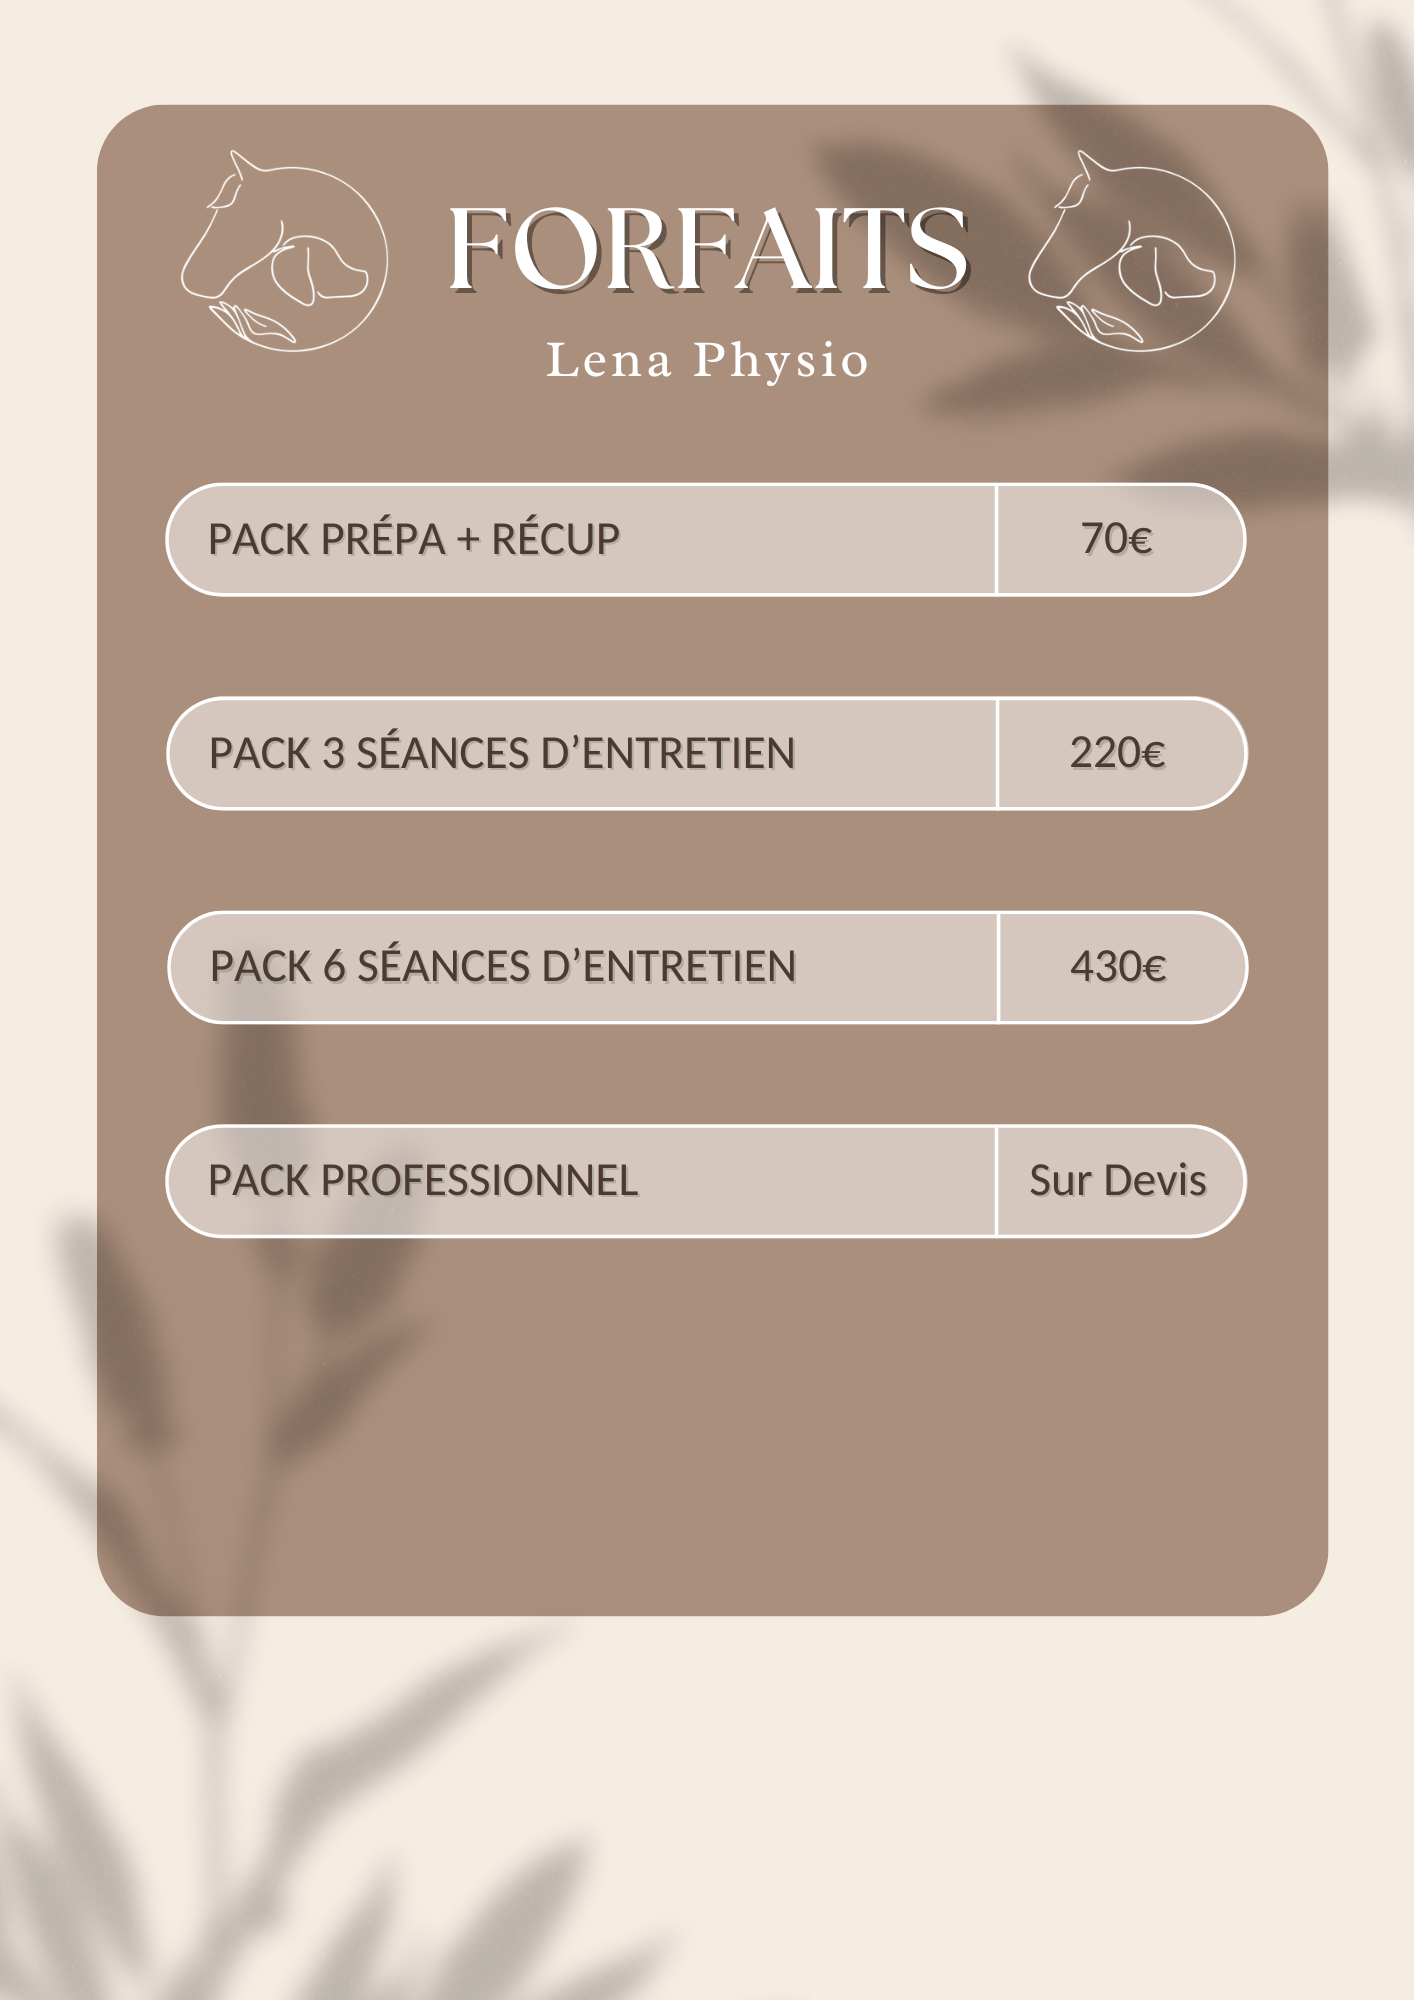 FORFAITS
Lena Physio
PACK PRÉPA + RÉCUP 70€
PACK 3 SÉANCES D’ENTRETIEN 220€
PACK 6 SÉANCES D’ENTRETIEN 430€
PACK PROFESSIONNEL Sur Devis